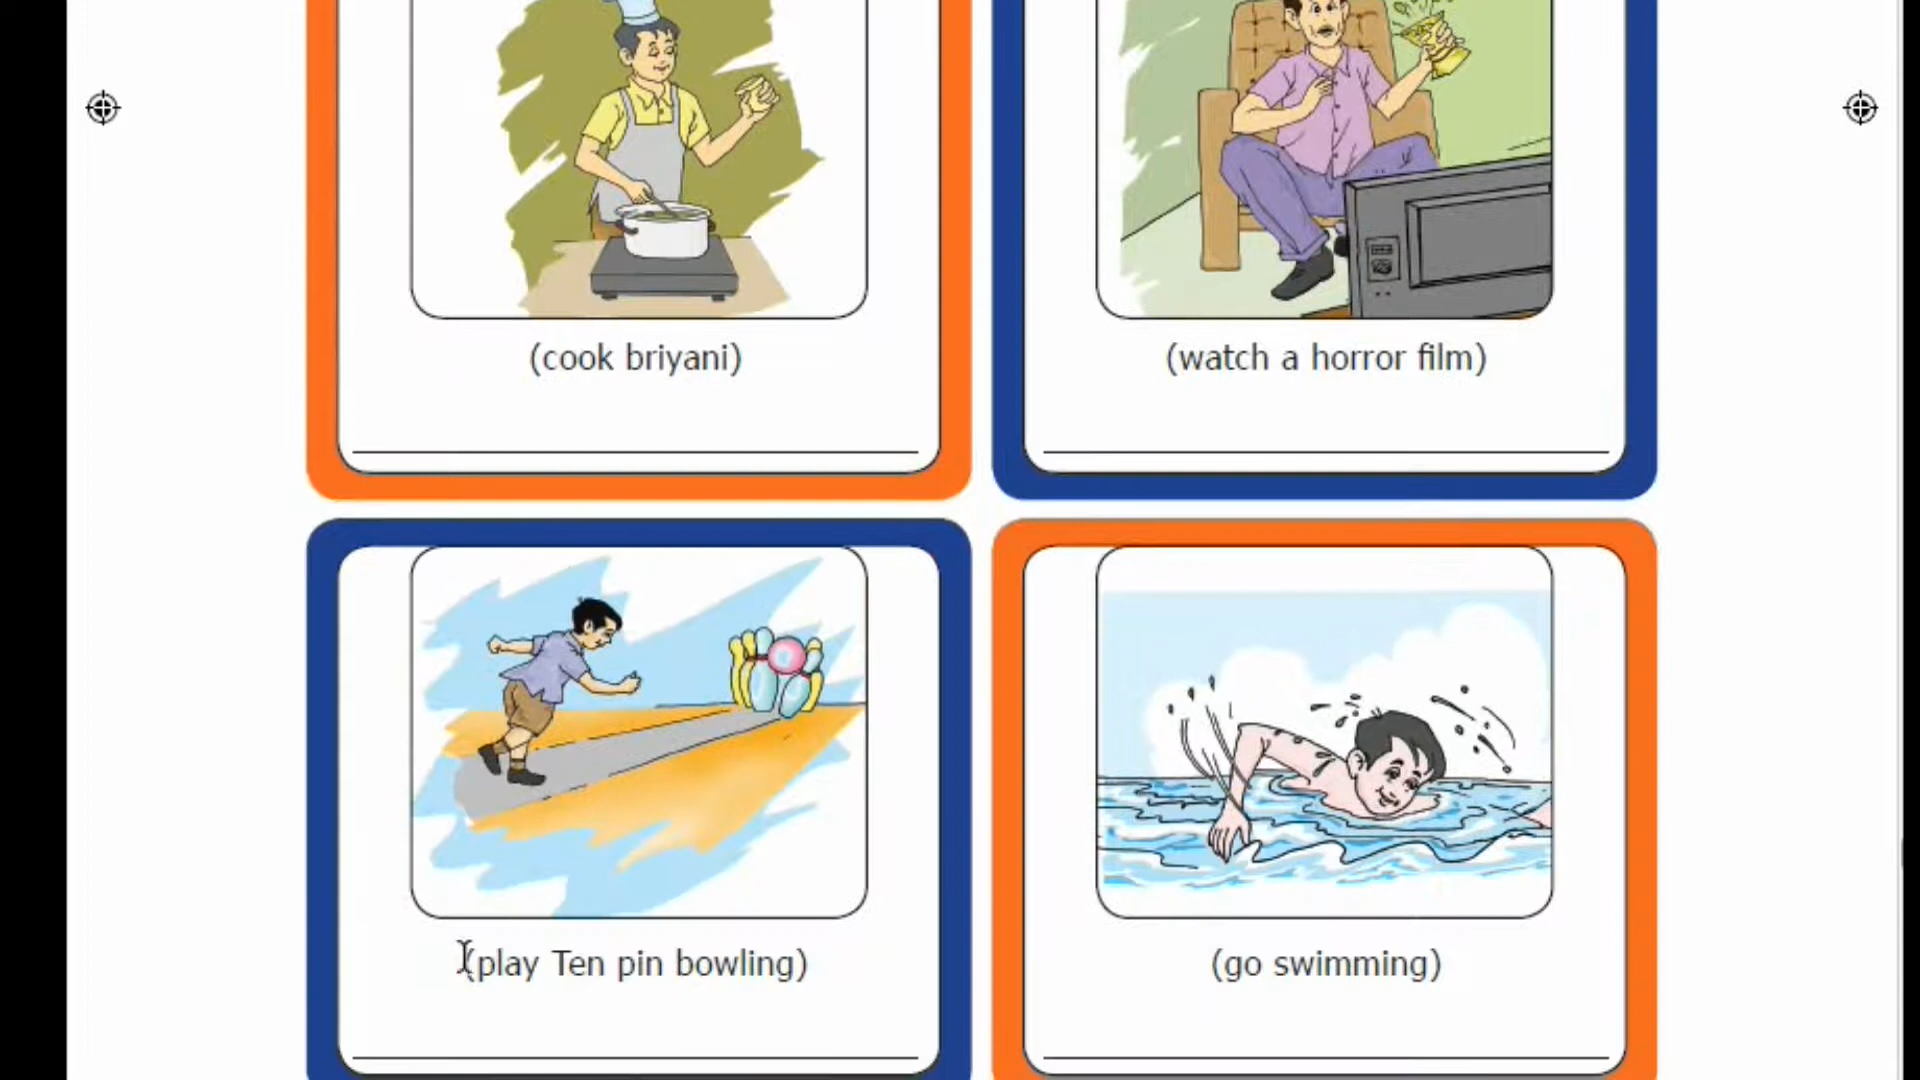 (cook briyani)
(watch a horror film)
(play Ten pin bowling)
(go swimming)